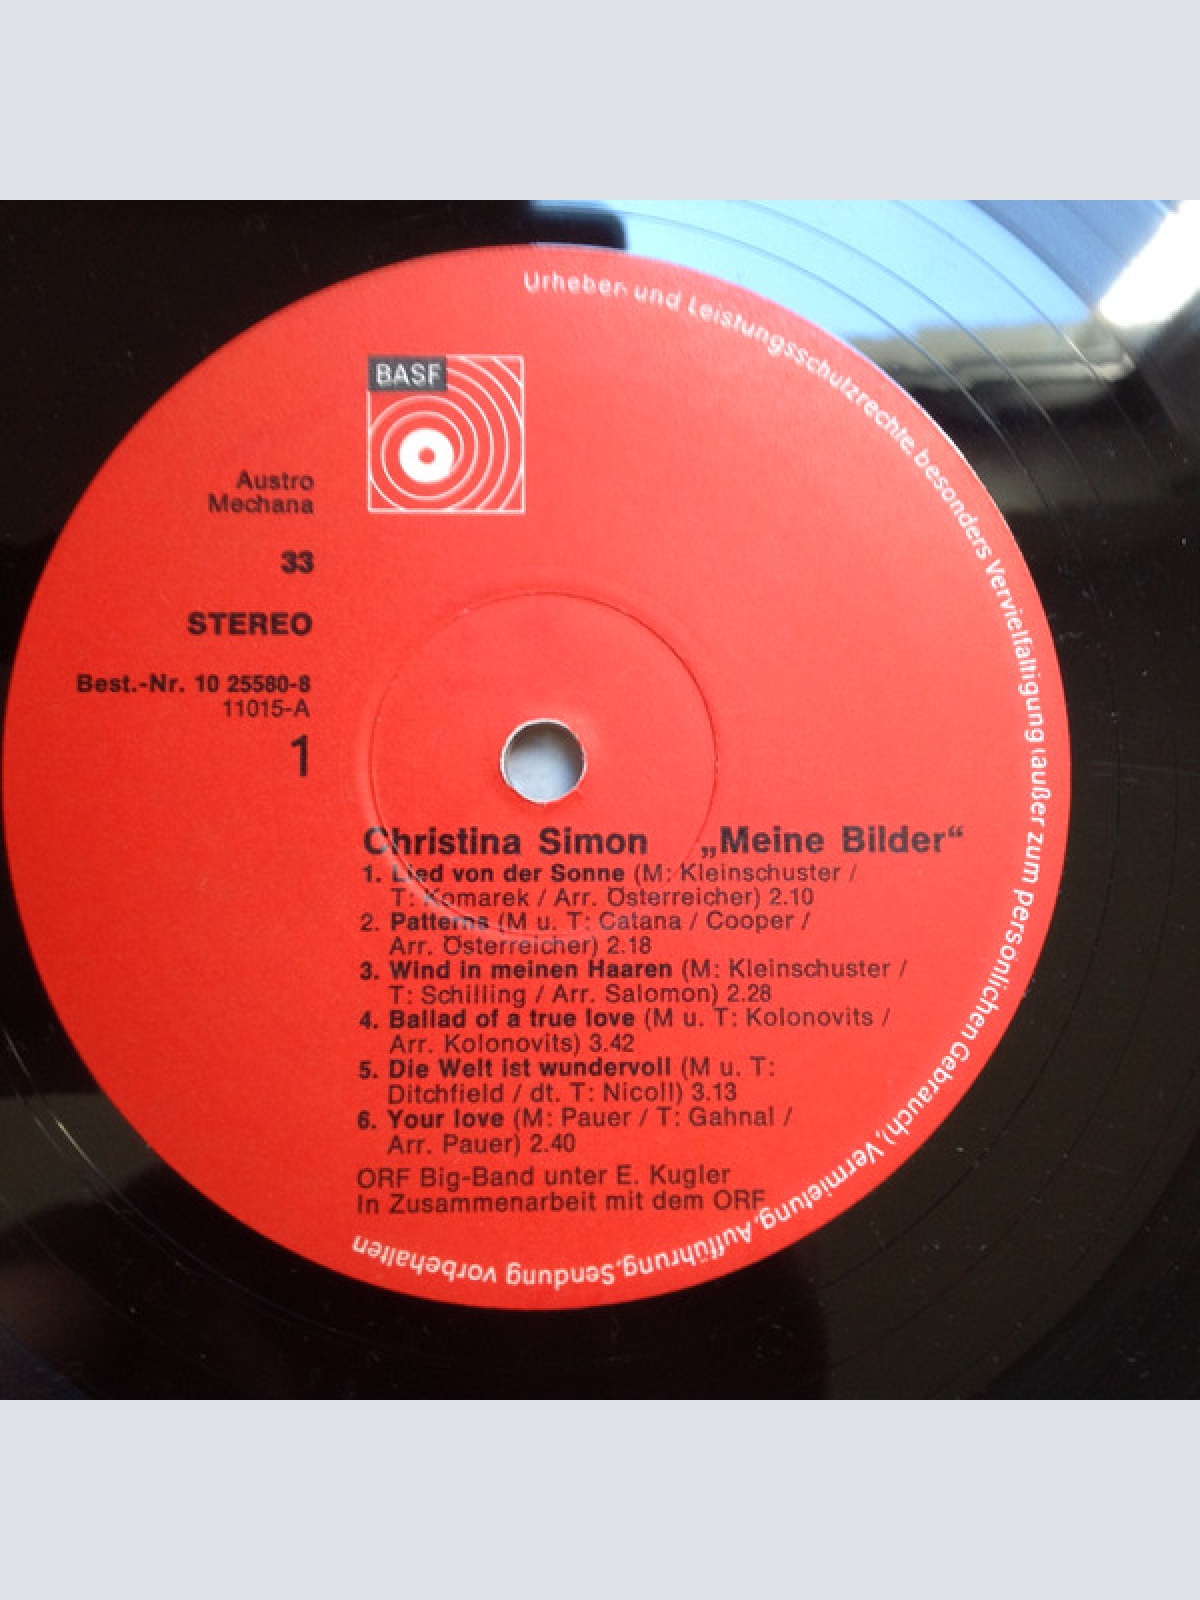 Urheber- und Leistungsschutzrechte, besonders Vervielfältigung (außer zum persönlichen Gebrauch), Vermietung, Aufführung, Sendung vorbehalten
BASF
Austro
Mechana
33
STEREO
Best.-Nr. 10 25580-8
11015-A
1
Christina Simon „Meine Bilder“
1. Lied von der Sonne (M: Kleinschuster /
T: Komarek / Arr. Österreicher) 2.10
2. Patterns (M u. T: Catana / Cooper /
Arr. Österreicher) 2.18
3. Wind in meinen Haaren (M: Kleinschuster /
T: Schilling / Arr. Salomon) 2.28
4. Ballad of a true love (M u. T: Kolonovits /
Arr. Kolonovits) 3.42
5. Die Welt ist wundervoll (M u. T:
Ditchfield / dt. T: Nicoll) 3.13
6. Your love (M: Pauer / T: Gahnal /
Arr. Pauer) 2.40
ORF Big-Band unter E. Kugler
In Zusammenarbeit mit dem ORF